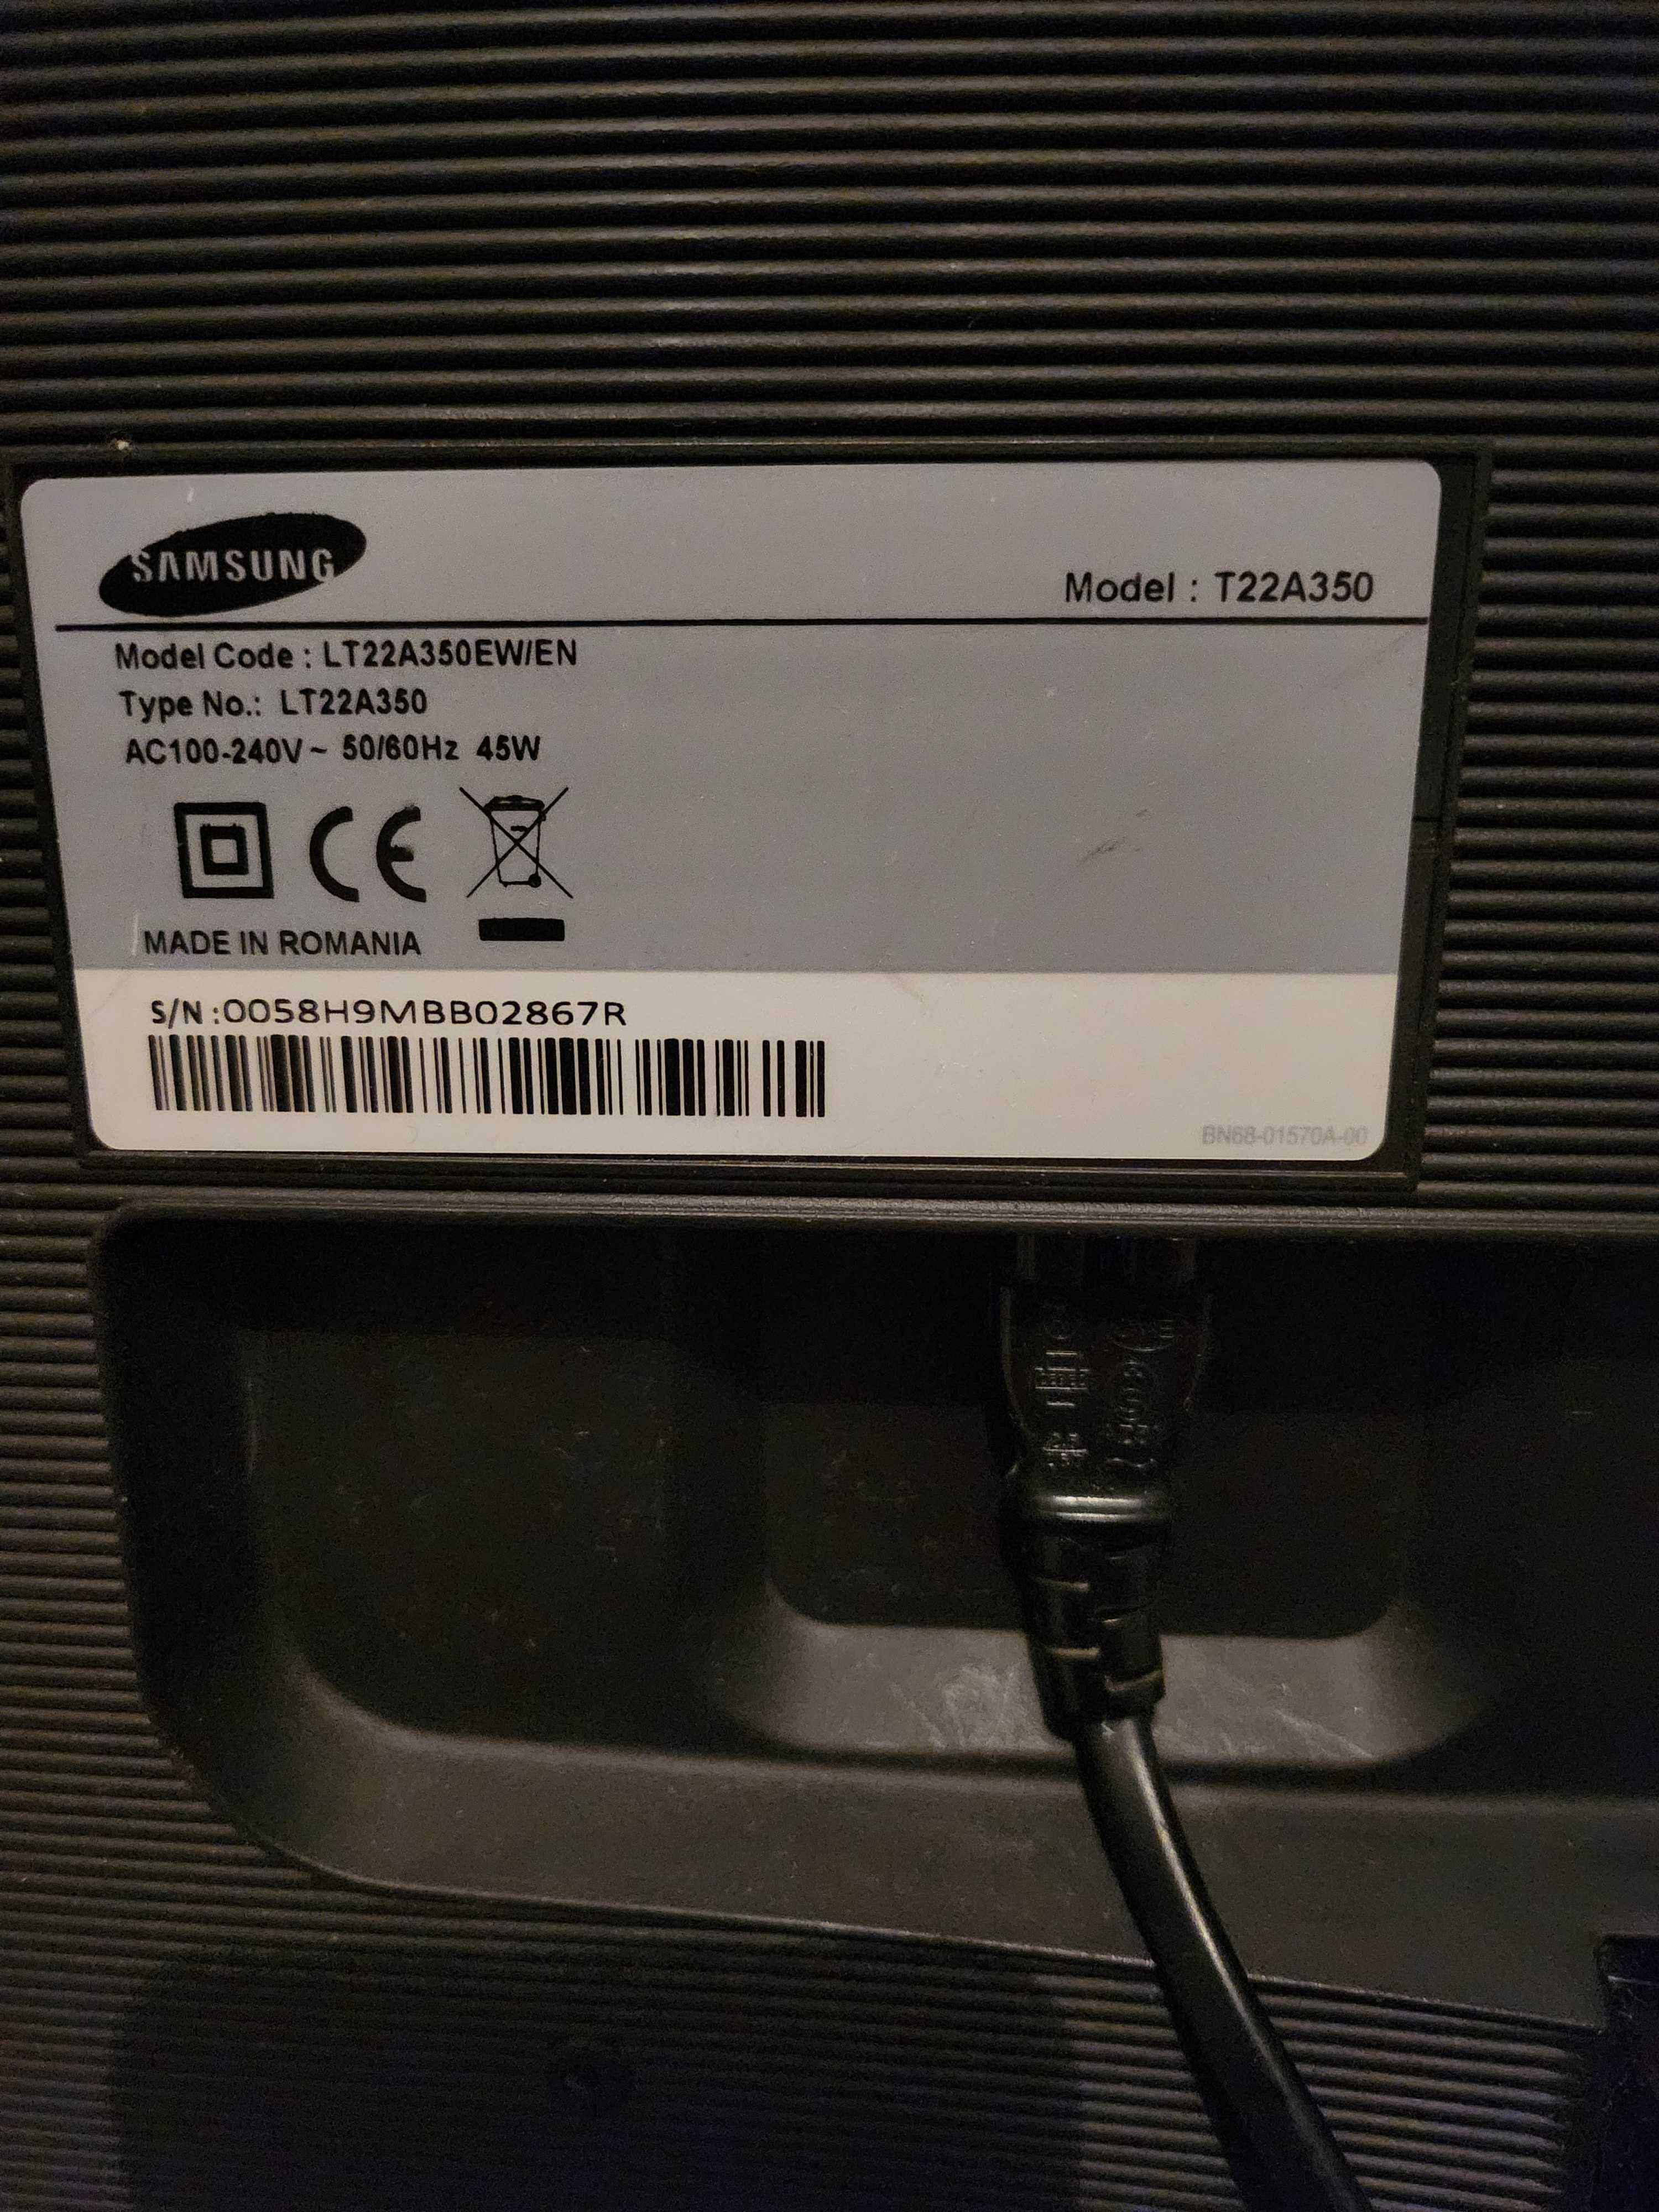 SAMSUNG
Model : T22A350
Model Code : LT22A350EW/EN
Type No.: LT22A350
AC100-240V~ 50/60Hz 45W
CE
MADE IN ROMANIA
S/N :0058H9MBB02867R
BN68-01570A-00